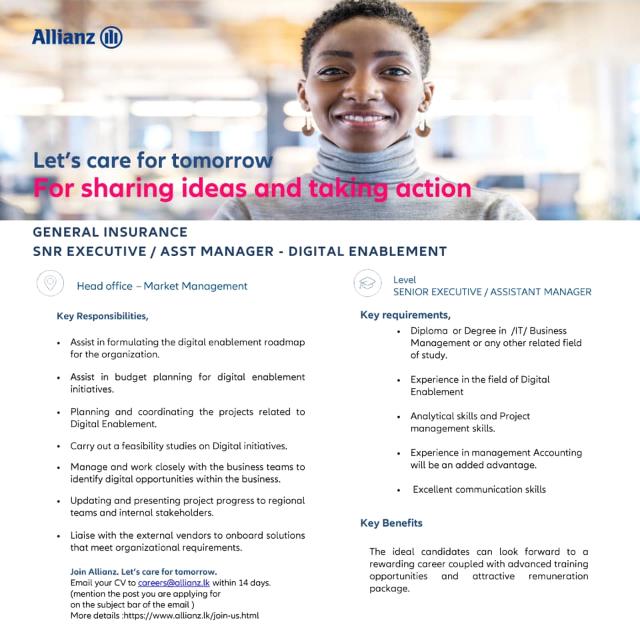 Allianz
Let's care for tomorrow
For sharing ideas and taking action
GENERAL INSURANCE
SNR EXECUTIVE / ASST MANAGER - DIGITAL ENABLEMENT
Head office – Market Management
Key Responsibilities,
• Assist in formulating the digital enablement roadmap
for the organization.
• Assist in budget planning for digital enablement
initiatives.
• Planning and coordinating the projects related to
Digital Enablement.
• Carry out a feasibility studies on Digital initiatives.
• Manage and work closely with the business teams to
identify digital opportunities within the business.
• Updating and presenting project progress to regional
teams and internal stakeholders.
• Liaise with the external vendors to onboard solutions
that meet organizational requirements.
Join Allianz. Let's care for tomorrow.
Email your CV to careers@allianz.lk within 14 days.
(mention the post you are applying for
on the subject bar of the email )
More details :https://www.allianz.lk/join-us.html
Level
SENIOR EXECUTIVE / ASSISTANT MANAGER
Key requirements,
• Diploma or Degree in /IT/ Business
Management or any other related field
of study.
• Experience in the field of Digital
Enablement
• Analytical skills and Project
management skills.
• Experience in management Accounting
will be an added advantage.
• Excellent communication skills
Key Benefits
The ideal candidates can look forward to a
rewarding career coupled with advanced training
opportunities and attractive remuneration
package.